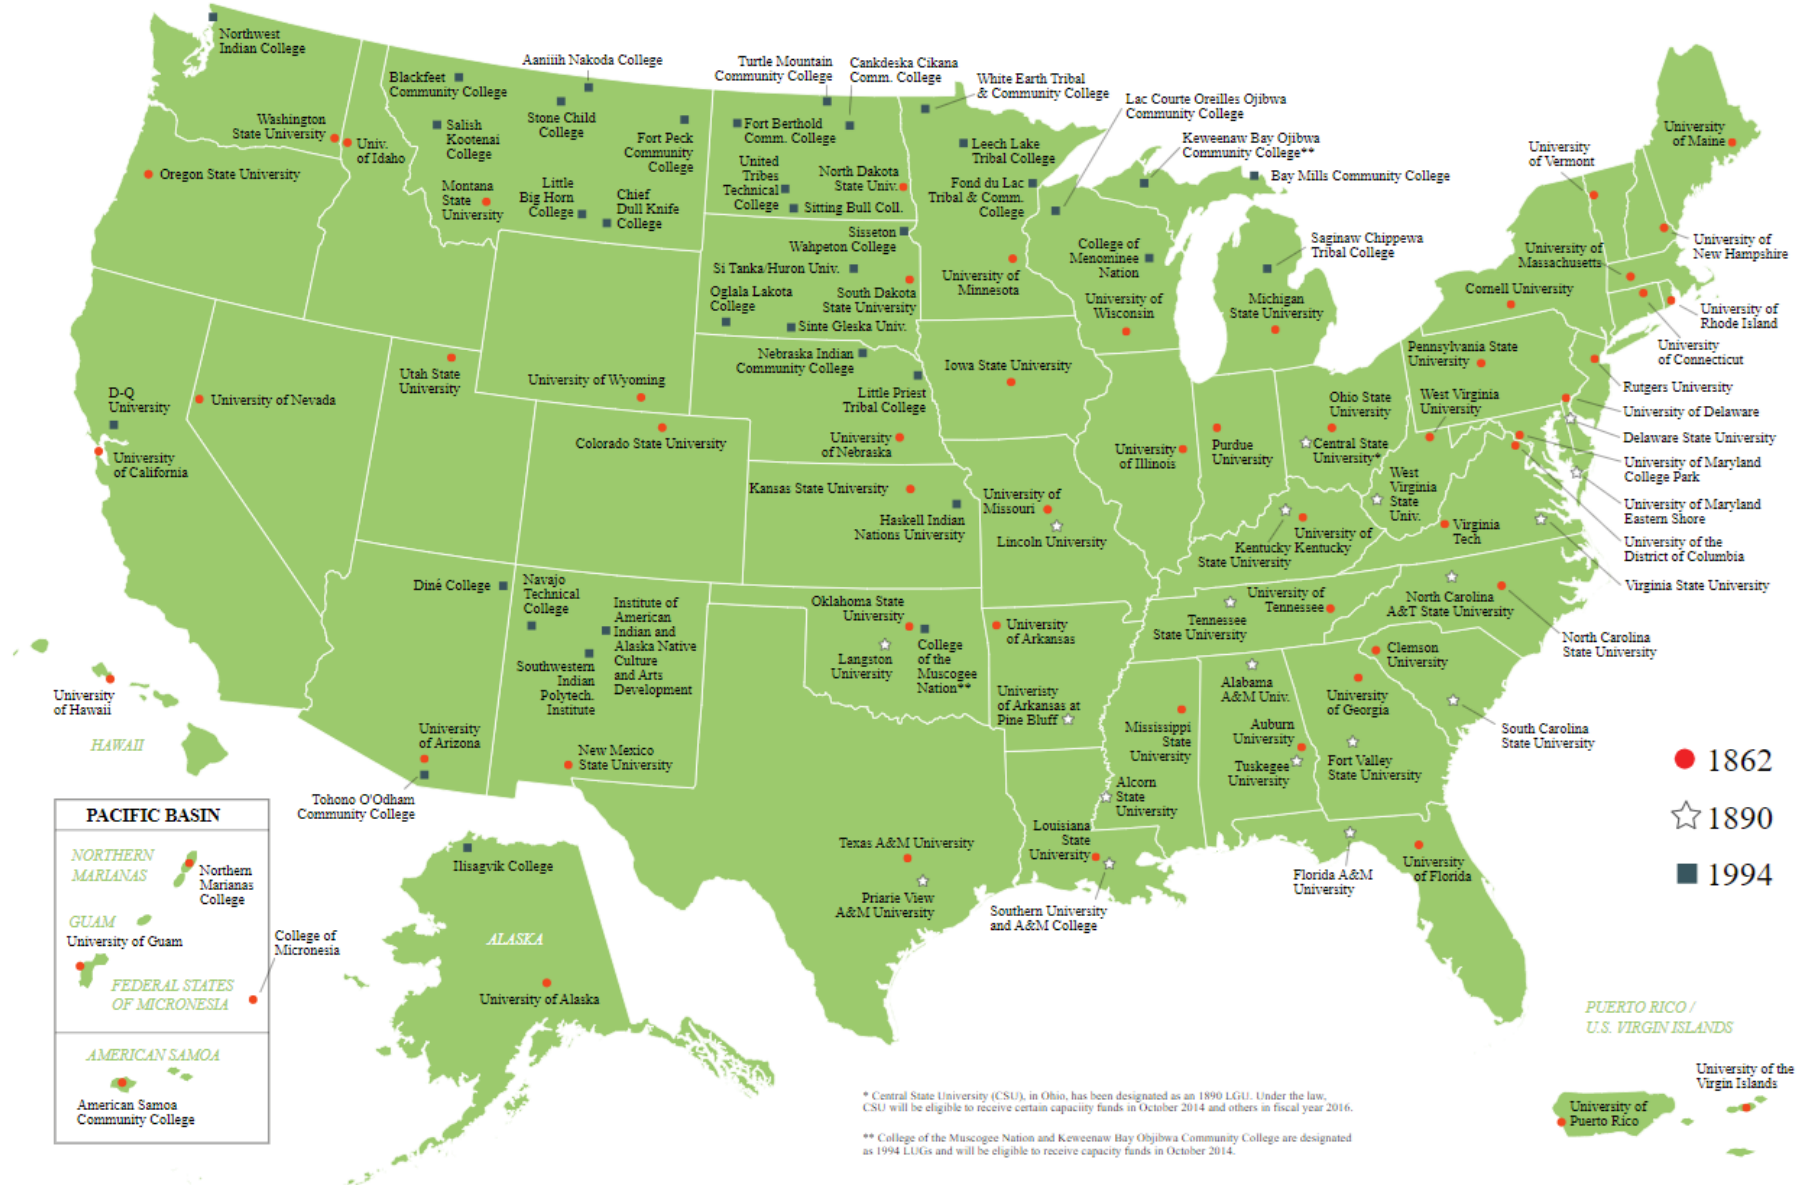 Northwest
Indian College
Washington
State University
Univ.
of Idaho
Oregon State University
Blackfeet
Community College
Salish
Kootenai
College
Montana
State
University
Aaniiih Nakoda College
Stone Child
College
Fort Peck
Community
College
Little
Big Horn
College
Chief
Dull Knife
College
Turtle Mountain
Community College
Cankdeska Cikana
Comm. College
Fort Berthold
Comm. College
United
Tribes
Technical
College
North Dakota
State Univ.
Sitting Bull Coll.
Sisseton
Wahpeton College
Si Tanka/Huron Univ.
Oglala Lakota
College
South Dakota
State University
Sinte Gleska Univ.
White Earth Tribal
& Community College
Leech Lake
Tribal College
Fond du Lac
Tribal & Comm.
College
University of
Minnesota
Lac Courte Oreilles Ojibwa
Community College
Keweenaw Bay Ojibwa
Community College**
Bay Mills Community College
College of
Menominee
Nation
University of
Wisconsin
Saginaw Chippewa
Tribal College
Michigan
State University
University
of Maine
University
of Vermont
University of
New Hampshire
University of
Massachusetts
Cornell University
University of
Rhode Island
University
of Connecticut
Pennsylvania State
University
Rutgers University
University of Delaware
Delaware State University
University of Maryland
College Park
University of Maryland
Eastern Shore
University of the
District of Columbia
Virginia State University
West Virginia
University
West
Virginia
State
Univ.
Virginia
Tech
Ohio State
University
Central State
University*
Purdue
University
University
of Illinois
Iowa State University
Nebraska Indian
Community College
Little Priest
Tribal College
University
of Nebraska
University of Wyoming
Colorado State University
Utah State
University
University of Nevada
D-Q
University
University
of California
Kansas State University
Haskell Indian
Nations University
University of
Missouri
Lincoln University
University of
Kentucky
Kentucky
State University
University of
Tennessee
Tennessee
State University
North Carolina
A&T State University
North Carolina
State University
Clemson
University
South Carolina
State University
University
of Georgia
Fort Valley
State University
Alabama
A&M Univ.
Auburn
University
Tuskegee
University
Mississippi
State
University
Alcorn
State
University
Louisiana
State
University
Southern University
and A&M College
Florida A&M
University
University
of Florida
University
of Arkansas
Univeristy
of Arkansas at
Pine Bluff
Oklahoma State
University
Langston
University
College
of the
Muscogee
Nation**
Texas A&M University
Priarie View
A&M University
Diné College
Navajo
Technical
College
Institute of
American
Indian and
Alaska Native
Culture
and Arts
Development
Southwestern
Indian
Polytech.
Institute
New Mexico
State University
University
of Arizona
Tohono O'Odham
Community College
University
of Hawaii
HAWAII
PACIFIC BASIN
NORTHERN
MARIANAS
Northern
Marianas
College
GUAM
University of Guam
College of
Micronesia
FEDERAL STATES
OF MICRONESIA
AMERICAN SAMOA
American Samoa
Community College
Ilisagvik College
ALASKA
University of Alaska
1862
1890
1994
PUERTO RICO /
U.S. VIRGIN ISLANDS
University of the
Virgin Islands
University of
Puerto Rico
* Central State University (CSU), in Ohio, has been designated as an 1890 LGU. Under the law,
CSU will be eligible to receive certain capacity funds in October 2014 and others in fiscal year 2016.
** College of the Muscogee Nation and Keweenaw Bay Objibwa Community College are designated
as 1994 LUGs and will be eligible to receive capacity funds in October 2014.